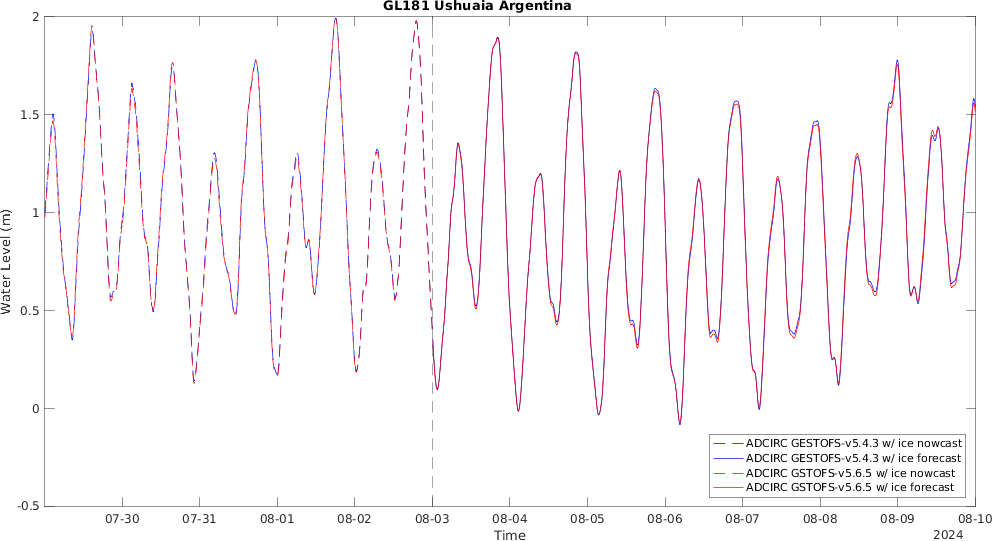 GL181 Ushuaia Argentina
Water Level (m)
2
1.5
1
0.5
0
-0.5
ADCIRC GESTOFS-v5.4.3 w/ ice nowcast
ADCIRC GESTOFS-v5.4.3 w/ ice forecast
ADCIRC GSTOFS-v5.6.5 w/ ice nowcast
ADCIRC GSTOFS-v5.6.5 w/ ice forecast
07-30 07-31 08-01 08-02 08-03 08-04 08-05 08-06 08-07 08-08 08-09 08-10
Time
2024